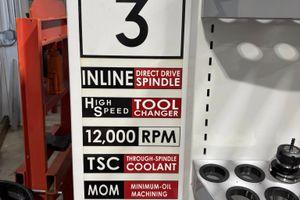 3
INLINE DIRECT DRIVE SPINDLE
HIGH SPEED TOOL CHANGER
12,000 RPM
TSC THROUGH-SPINDLE COOLANT
MOM MINIMUM-OIL MACHINING